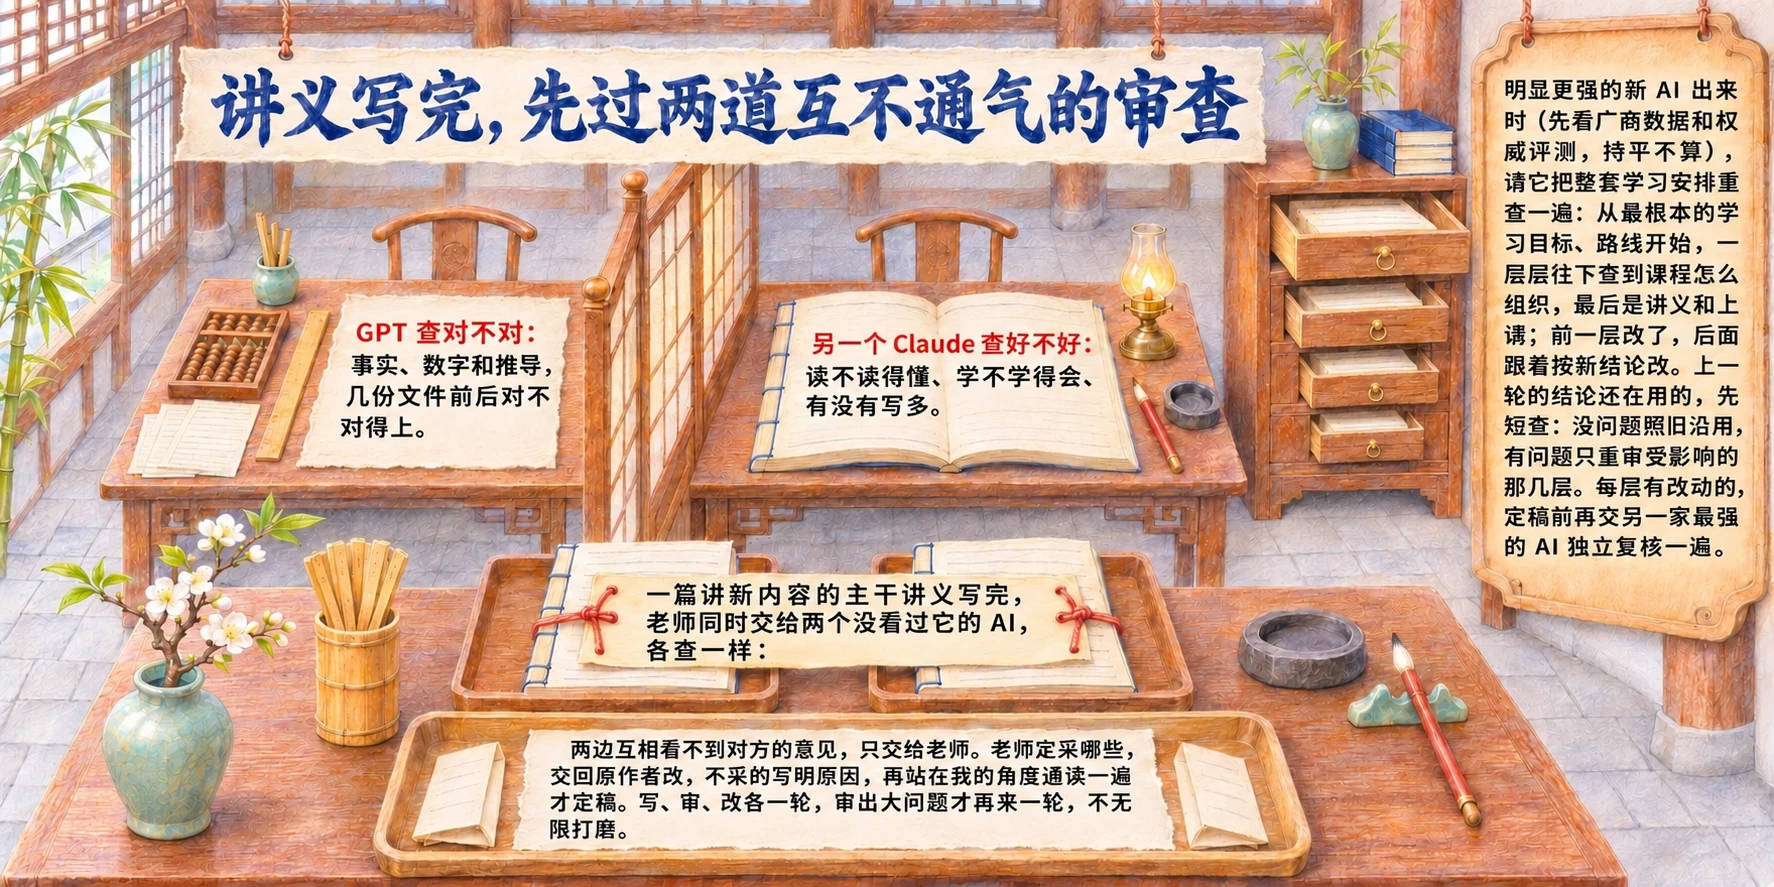 讲义写完，先过两道互不通气的审查
GPT 查对不对：
事实、数字和推导，
几份文件前后对不
对得上。
另一个 Claude 查好不好：
读不读得懂、学不学得会、
有没有写多。
一篇讲新内容的主干讲义写完，
老师同时交给两个没看过它的 AI，
各查一样：
两边互相看不到对方的意见，只交给老师。老师定采哪些，
交回原作者改，不采的写明原因，再站在我的角度通读一遍
才定稿。写、审、改各一轮，审出大问题才再来一轮，不无
限打磨。
明显更强的新 AI 出来
时（先看广商数据和权
威评测，持平不算），
请它把整套学习安排重
查一遍：从最根本的学
习目标、路线开始，一
层层往下查到课程怎么
组织，最后是讲义和上
请；前一层改了，后面
跟着按新结论改。上一
轮的结论还在用的，先
短查：没问题照旧沿用，
有问题只重审受影响的
那几层。每层有改动的，
定稿前再交另一家最强
的 AI 独立复核一遍。